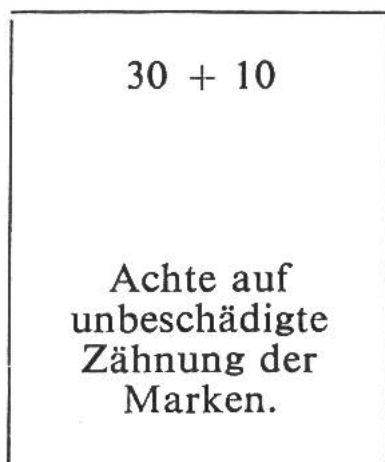 30 + 10
Achte auf
unbeschädigte
Zähnung der
Marken.